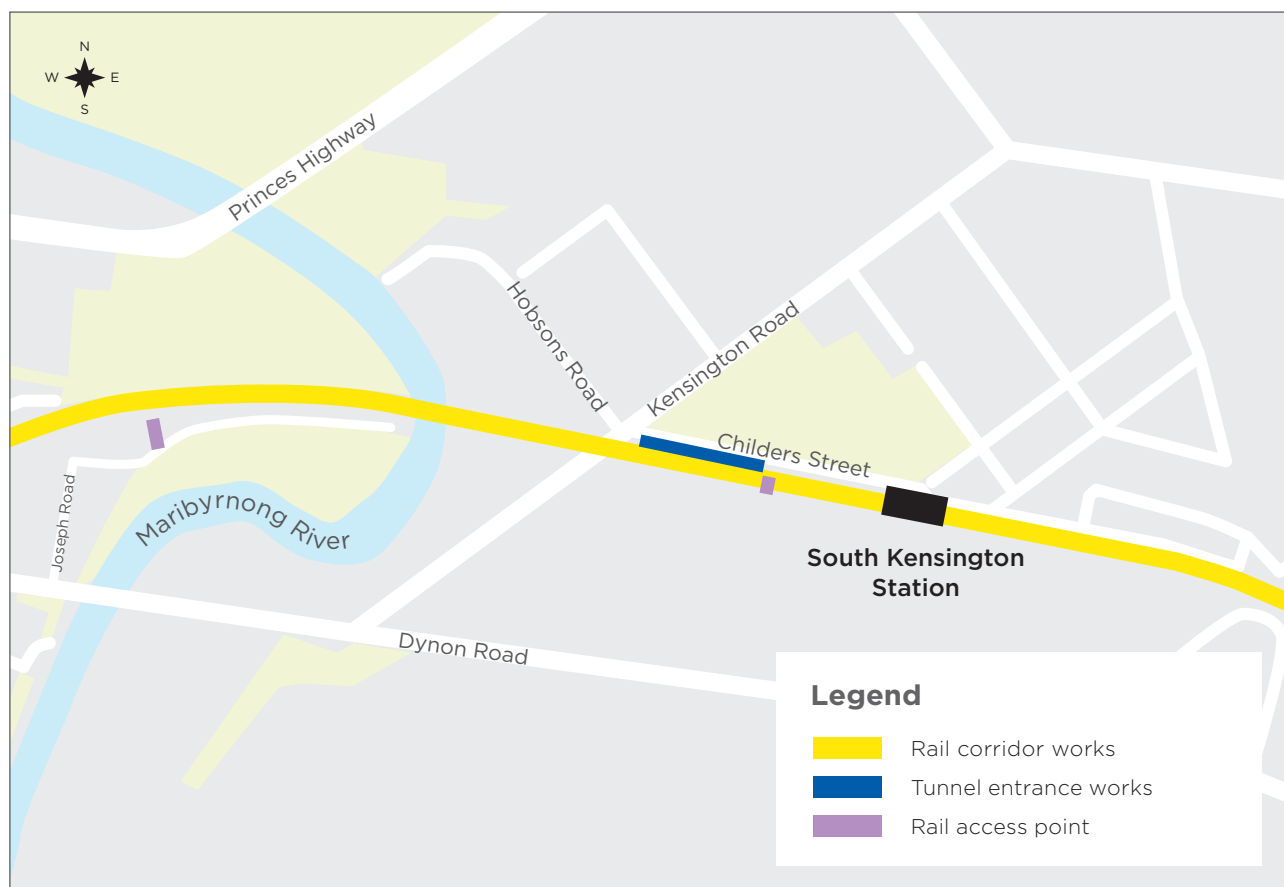 N
W E
S
Princes Highway
Hobsons Road
Kensington Road
Childers Street
Joseph Road
Maribyrnong River
South Kensington
Station
Dynon Road
Legend
Rail corridor works
Tunnel entrance works
Rail access point